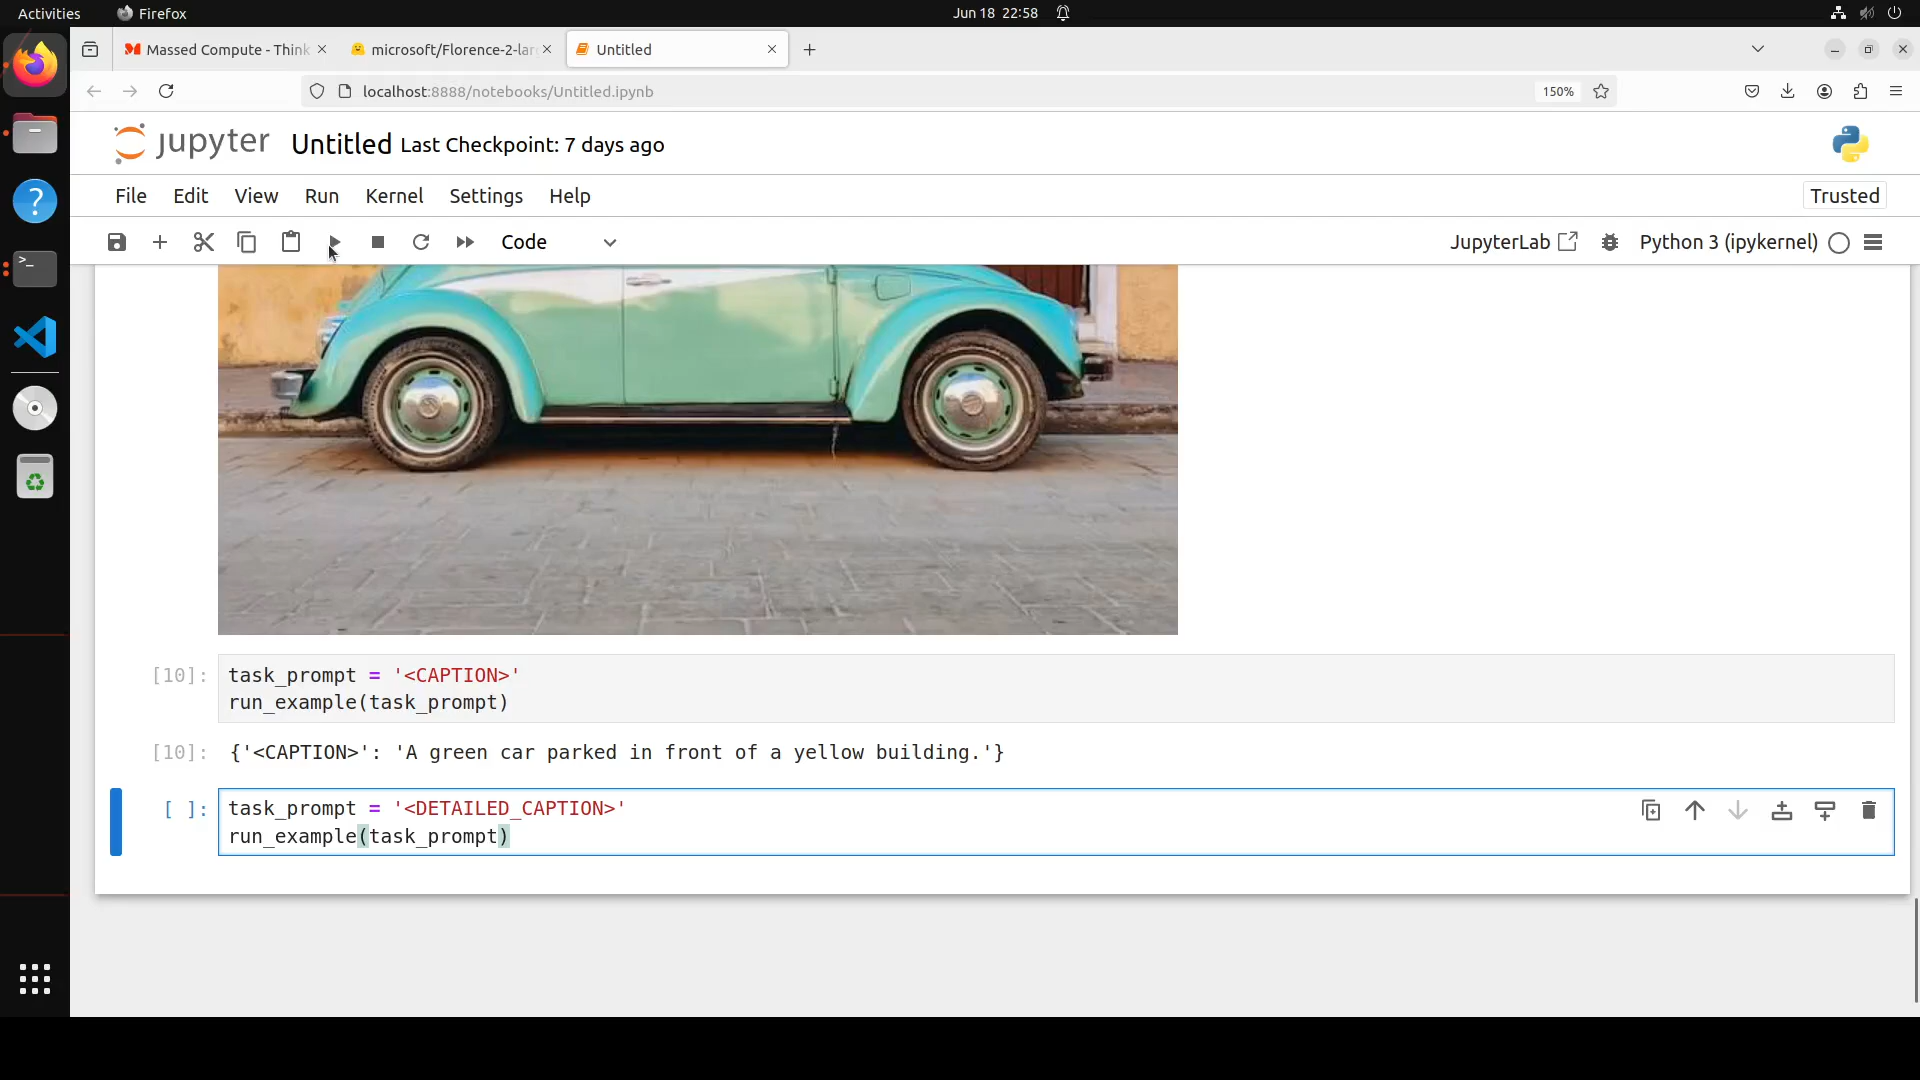 Activities
Firefox
Jun 18 22:58
Massed Compute - Think
microsoft/Florence-2-lar
Untitled
localhost:8888/notebooks/Untitled.ipynb
150%
jupyter
Untitled Last Checkpoint: 7 days ago
File Edit View Run Kernel Settings Help
Trusted
Code
JupyterLab
Python 3 (ipykernel)
[10]: task_prompt = '<CAPTION>'
run_example(task_prompt)
[10]: {'<CAPTION>': 'A green car parked in front of a yellow building.'}
[ ]: task_prompt = '<DETAILED_CAPTION>'
run_example(task_prompt)